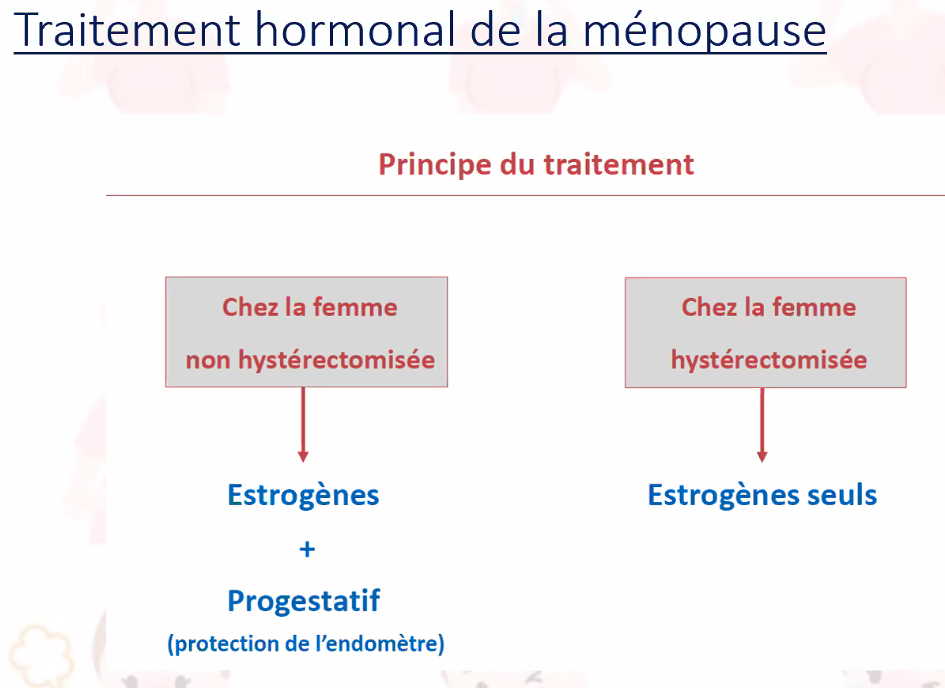 Traitement hormonal de la ménopause
Principe du traitement
Chez la femme
non hystérectomisée
Chez la femme
hystérectomisée
Estrogènes
Estrogènes seuls
+
Progestatif
(protection de l'endomètre)